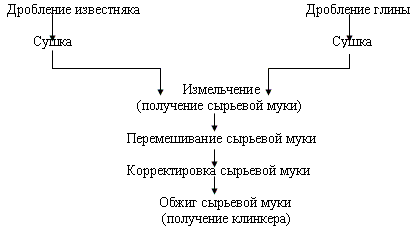 Дробление известняка
Дробление глины
Сушка
Сушка
Измельчение
(получение сырьевой муки)
Перемешивание сырьевой муки
Корректировка сырьевой муки
Обжиг сырьевой муки
(получение клинкера)